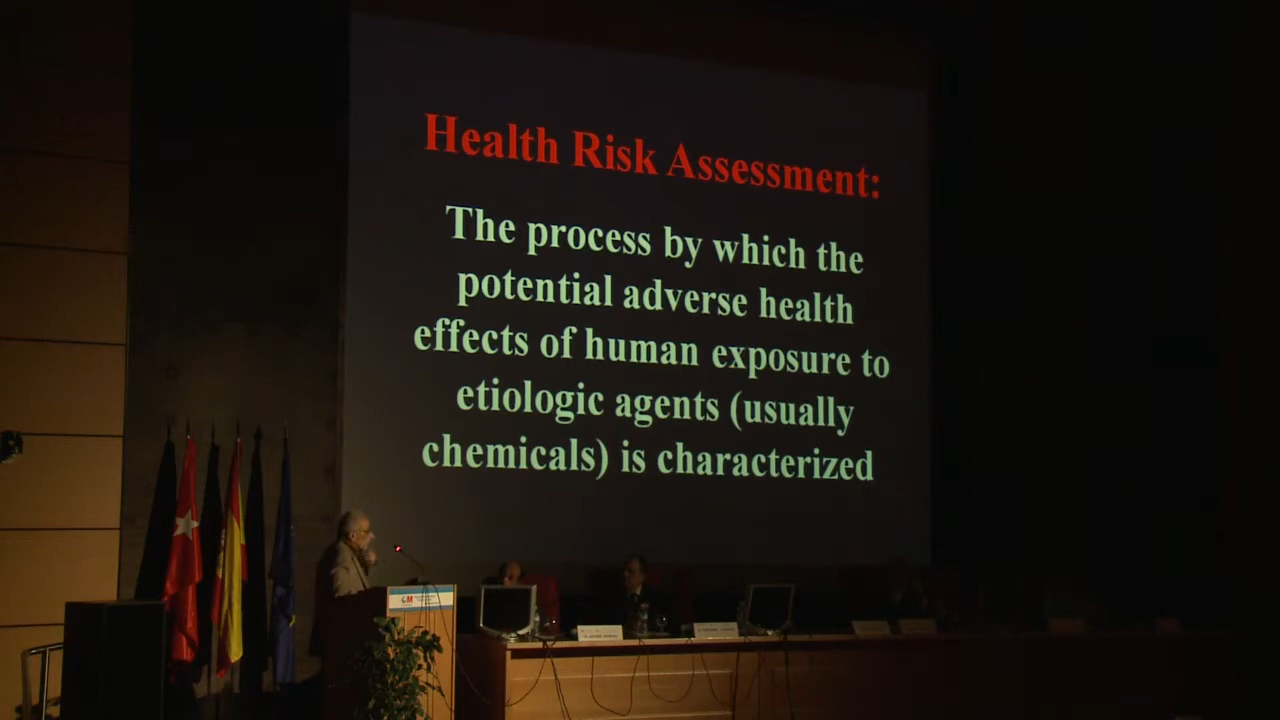 Health Risk Assessment:
The process by which the
potential adverse health
effects of human exposure to
etiologic agents (usually
chemicals) is characterized